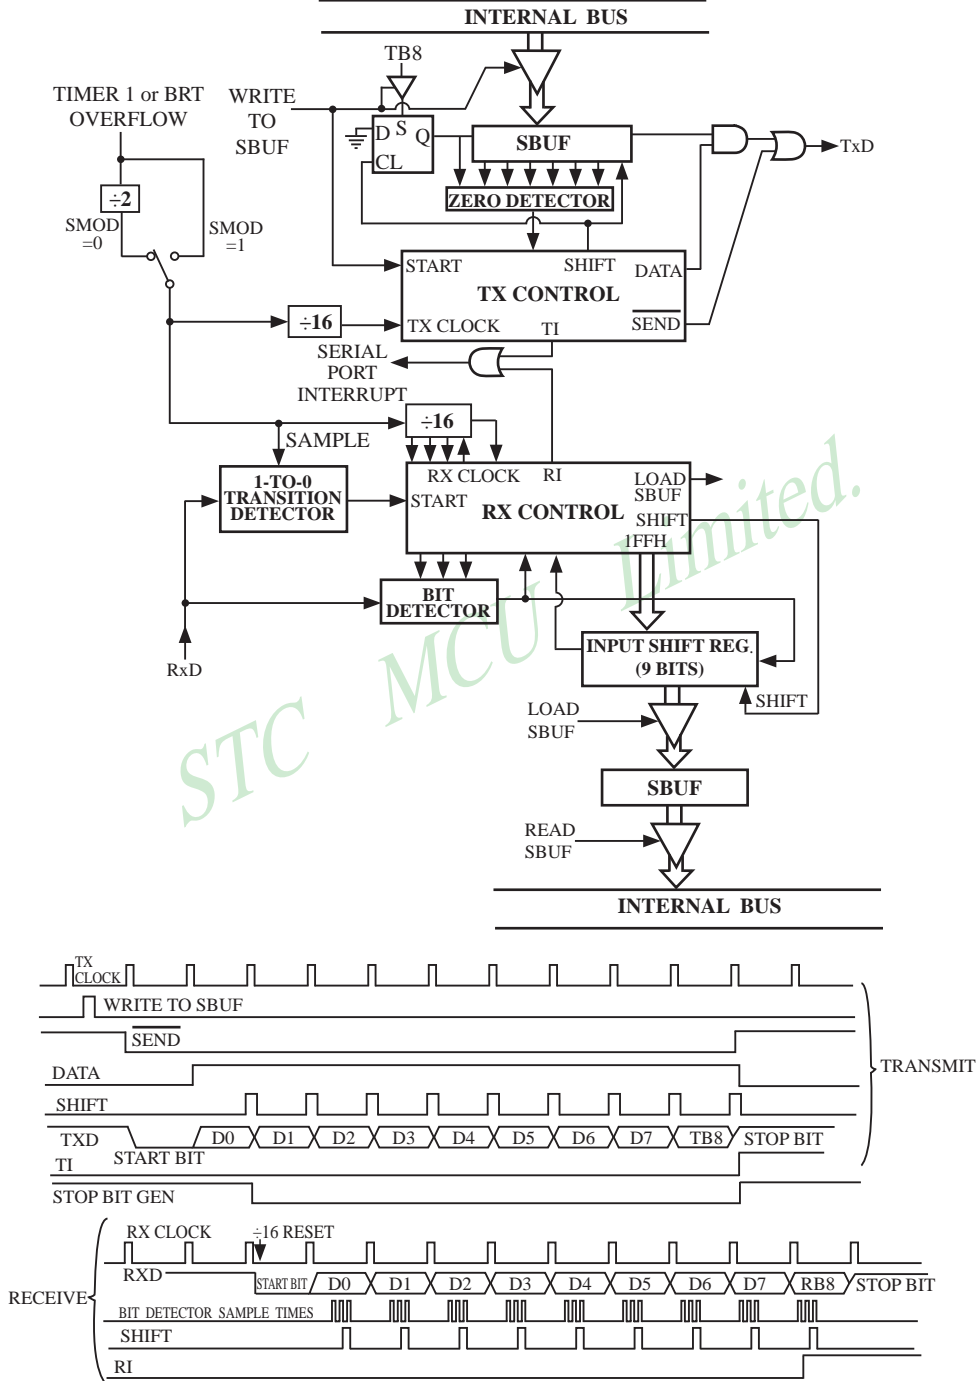 INTERNAL BUS
TB8
TIMER 1 or BRT
OVERFLOW
WRITE
TO
SBUF
D S Q
CL
SBUF
TxD
÷2
ZERO DETECTOR
SMOD
=0
SMOD
=1
START
SHIFT
DATA
TX CONTROL
÷16
TX CLOCK
TI
SEND
SERIAL
PORT
INTERRUPT
÷16
SAMPLE
1-TO-0
TRANSITION
DETECTOR
RX CLOCK
RI
LOAD
SBUF
START
RX CONTROL
SHIFT
1FFH
BIT
DETECTOR
RxD
INPUT SHIFT REG.
(9 BITS)
SHIFT
LOAD
SBUF
SBUF
READ
SBUF
INTERNAL BUS
STC MCU Limited.
TX
CLOCK
WRITE TO SBUF
SEND
DATA
TRANSMIT
SHIFT
TXD
START BIT
D0 D1 D2 D3 D4 D5 D6 D7 TB8
STOP BIT
TI
STOP BIT GEN
RX CLOCK
÷16 RESET
RXD
START BIT
D0 D1 D2 D3 D4 D5 D6 D7 RB8
STOP BIT
RECEIVE
BIT DETECTOR SAMPLE TIMES
SHIFT
RI